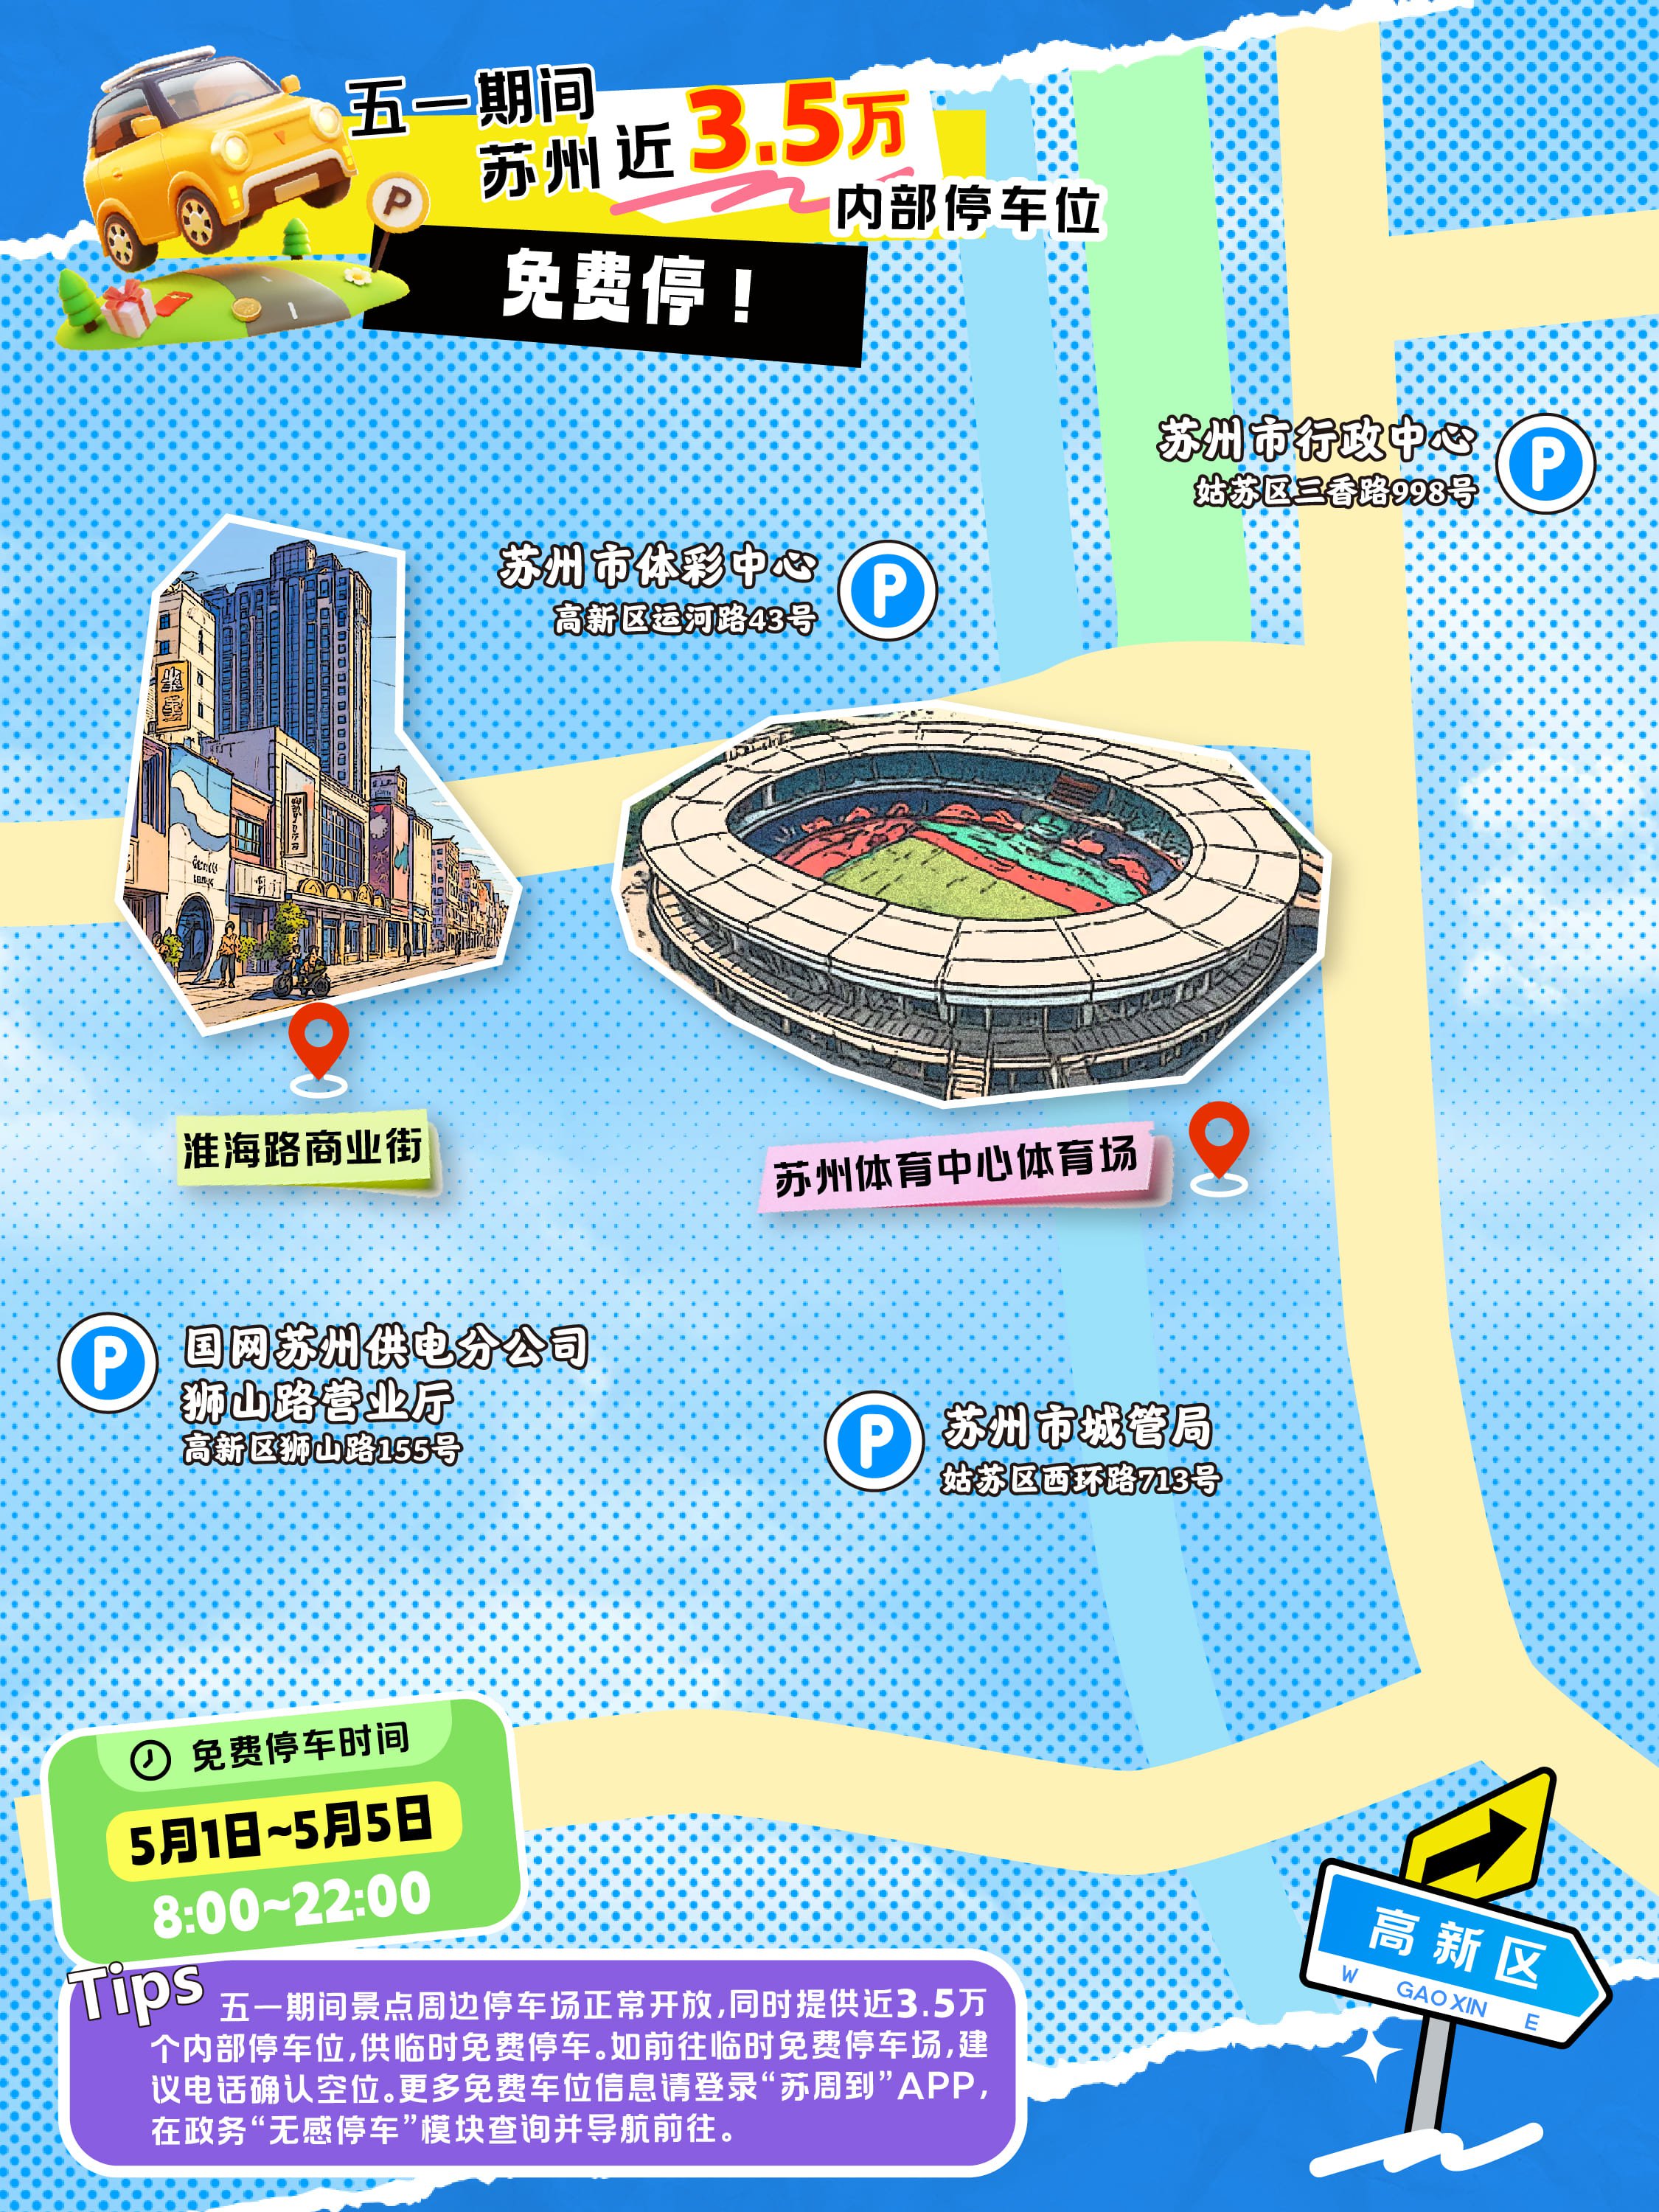 五一期间
苏州近3.5万
内部停车位
免费停！
P
苏州市行政中心
姑苏区三香路998号
P
苏州市体彩中心
高新区运河路43号
P
淮海路商业街
苏州体育中心体育场
P
国网苏州供电分公司
狮山路营业厅
高新区狮山路155号
P
苏州市城管局
姑苏区西环路713号
免费停车时间
5月1日~5月5日
8:00~22:00
高新区
W GAO XIN E
Tips
五一期间景点周边停车场正常开放，同时提供近3.5万
个内部停车位，供临时免费停车。如前往临时免费停车场，建
议电话确认空位。更多免费车位信息请登录“苏周到”APP，
在政务“无感停车”模块查询并导航前往。